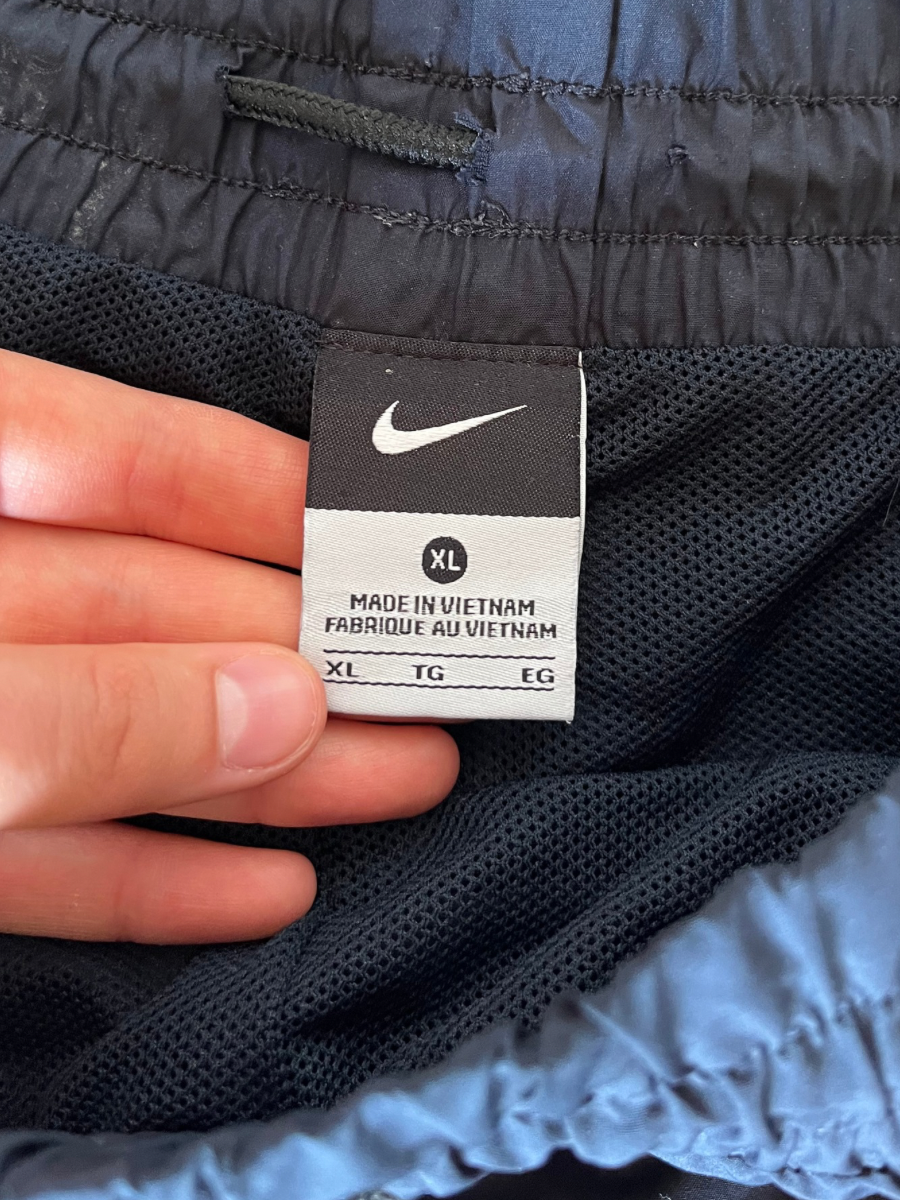 XL
MADE IN VIETNAM
FABRIQUE AU VIETNAM
XL TG EG